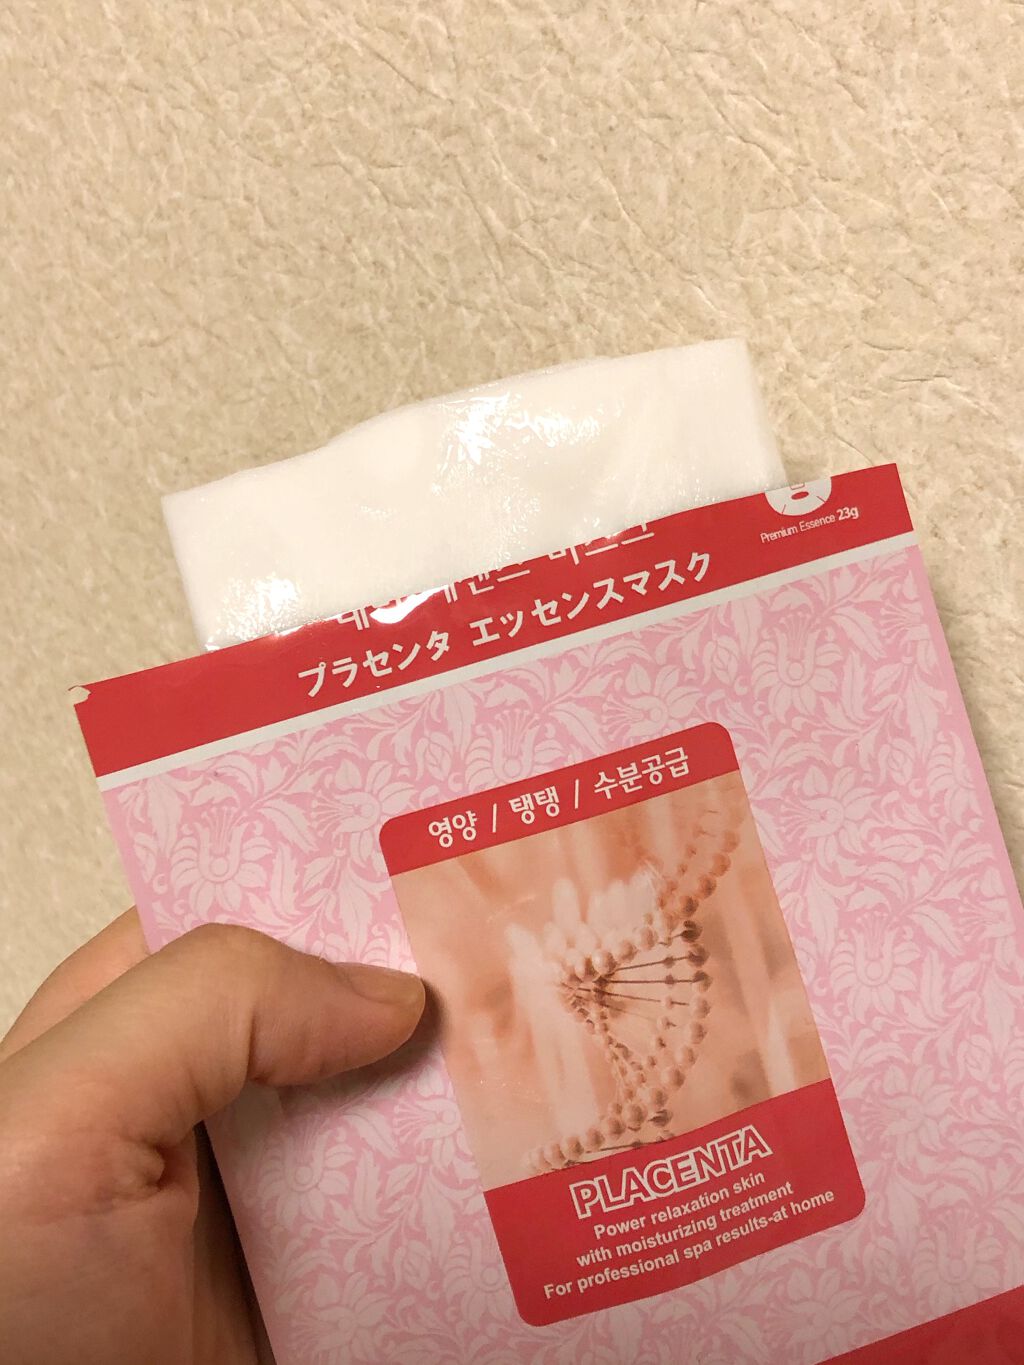 Premium Essence 23g
プラセンタ エッセンスマスク
영양 / 탱탱 / 수분공급
PLACENTA
Power relaxation skin
with moisturizing treatment
For professional spa results-at home